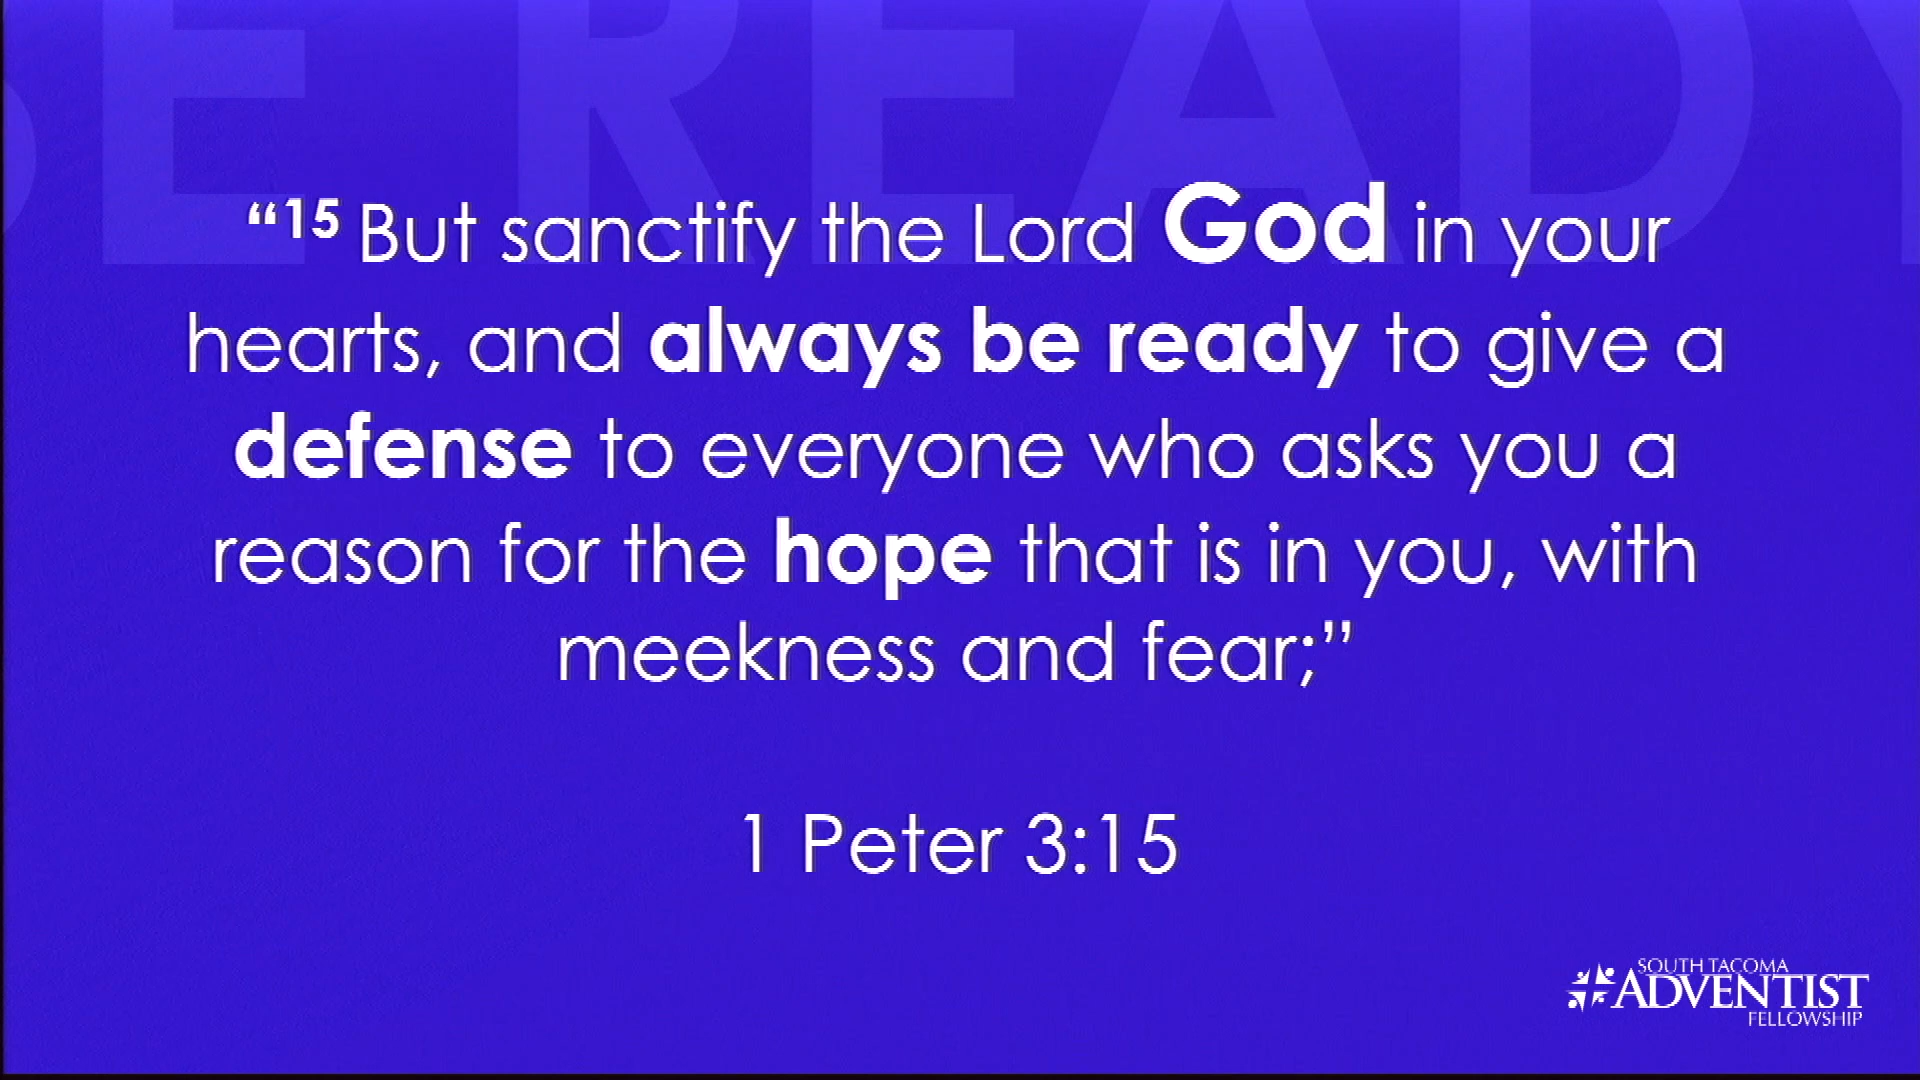 BE READY
“15 But sanctify the Lord God in your
hearts, and always be ready to give a
defense to everyone who asks you a
reason for the hope that is in you, with
meekness and fear;”
1 Peter 3:15
SOUTH TACOMA
ADVENTIST
FELLOWSHIP